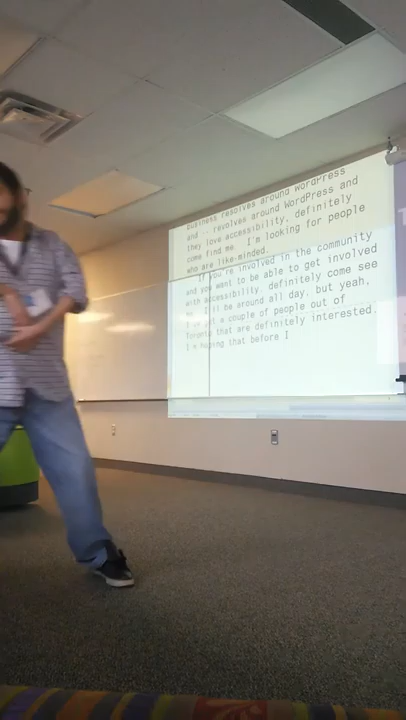 business resolves around WordPress
and -- revolves around WordPress and
they love accessibility, definitely
come find me. I'm looking for people
who are like-minded.
If you're involved in the community
and you want to be able to get involved
with accessibility, definitely come see
I'll be around all day, but yeah,
I've got a couple of people out of
Toronto that are definitely interested.
I'm hoping that before I